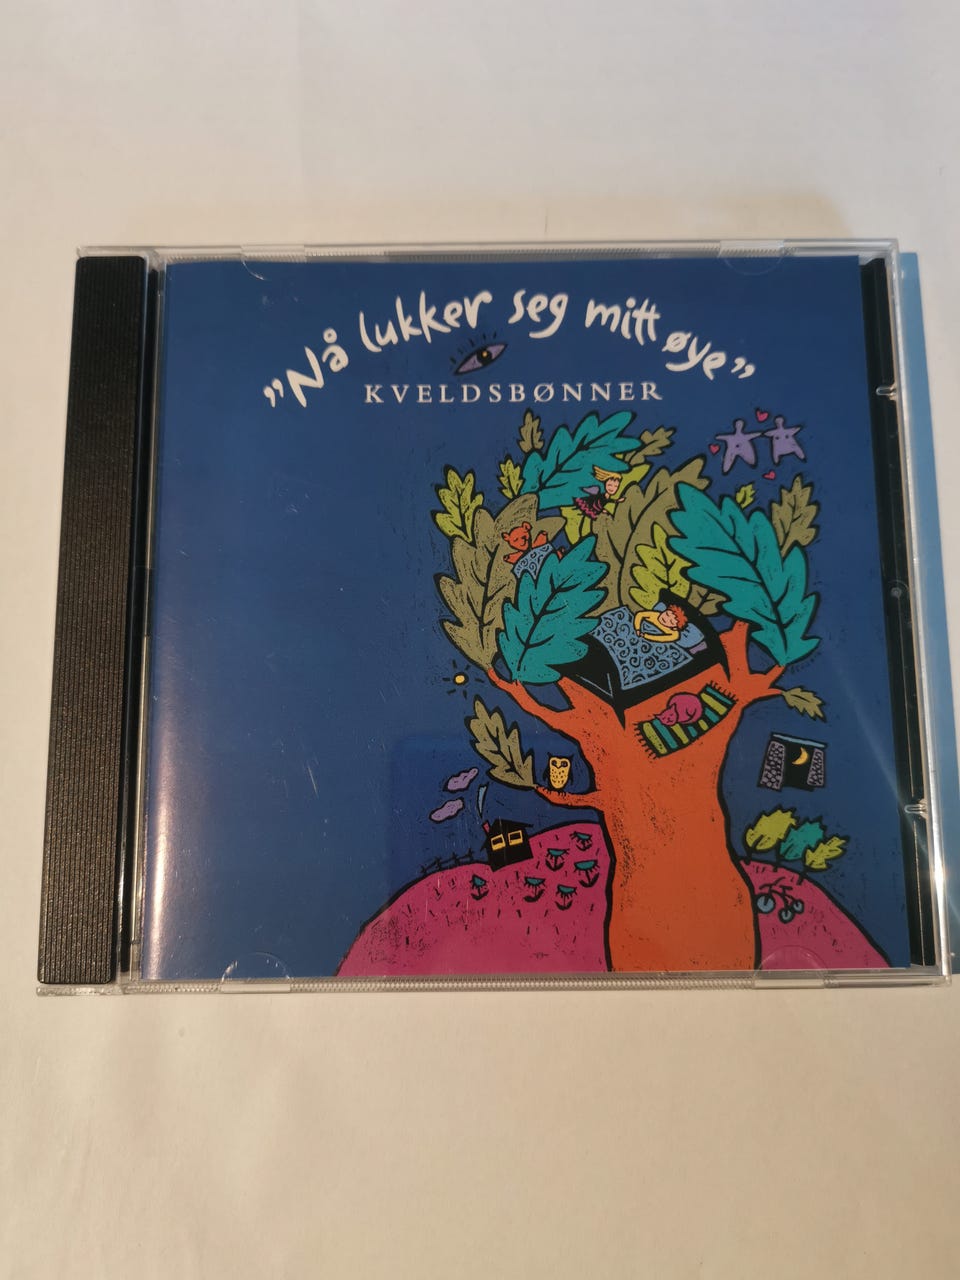 ”Nå lukker seg mitt øye”
KVELDSBØNNER